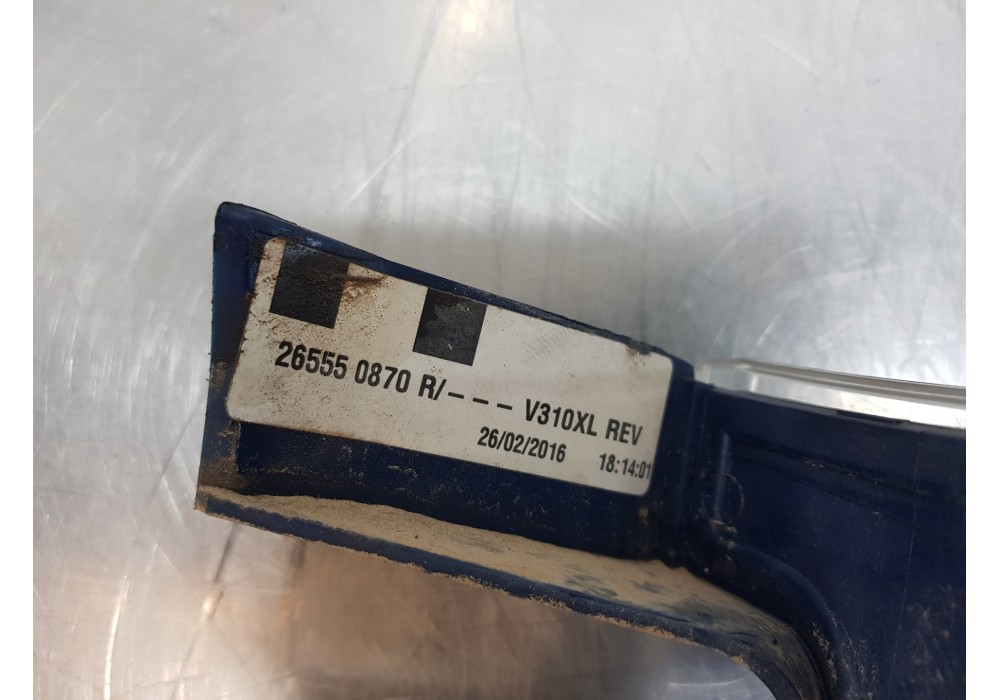 26555 0870 R/--- V310XL REV
26/02/2016 18:14:01